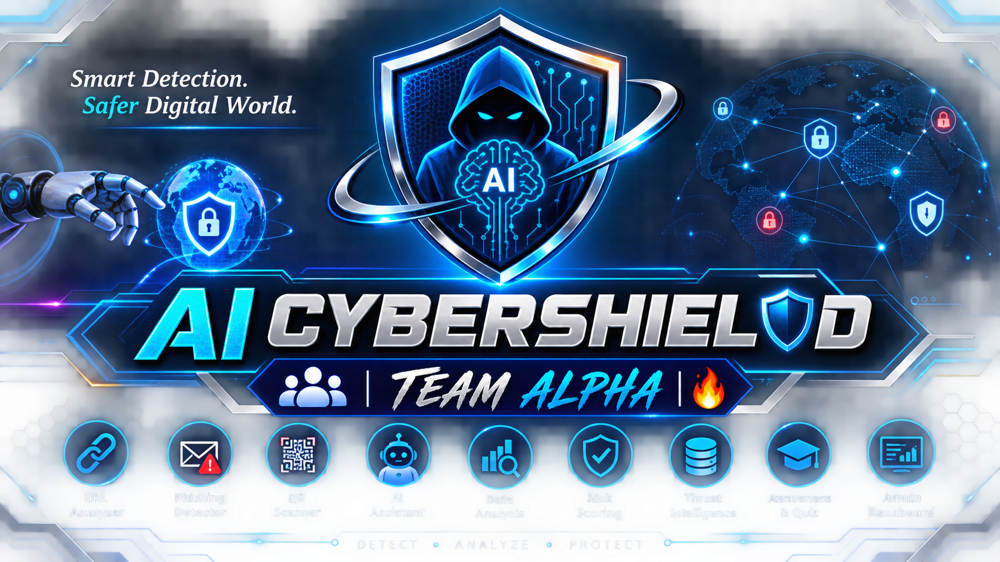 Smart Detection.
Safer Digital World.
AI
AI CYBERSHIELD
TEAM ALPHA
URL
Analyzer
Phishing
Detector
QR
Scanner
AI
Assistant
Data
Analysis
Risk
Scoring
Threat
Intelligence
Awareness
& Quiz
Admin
Dashboard
DETECT • ANALYZE • PROTECT